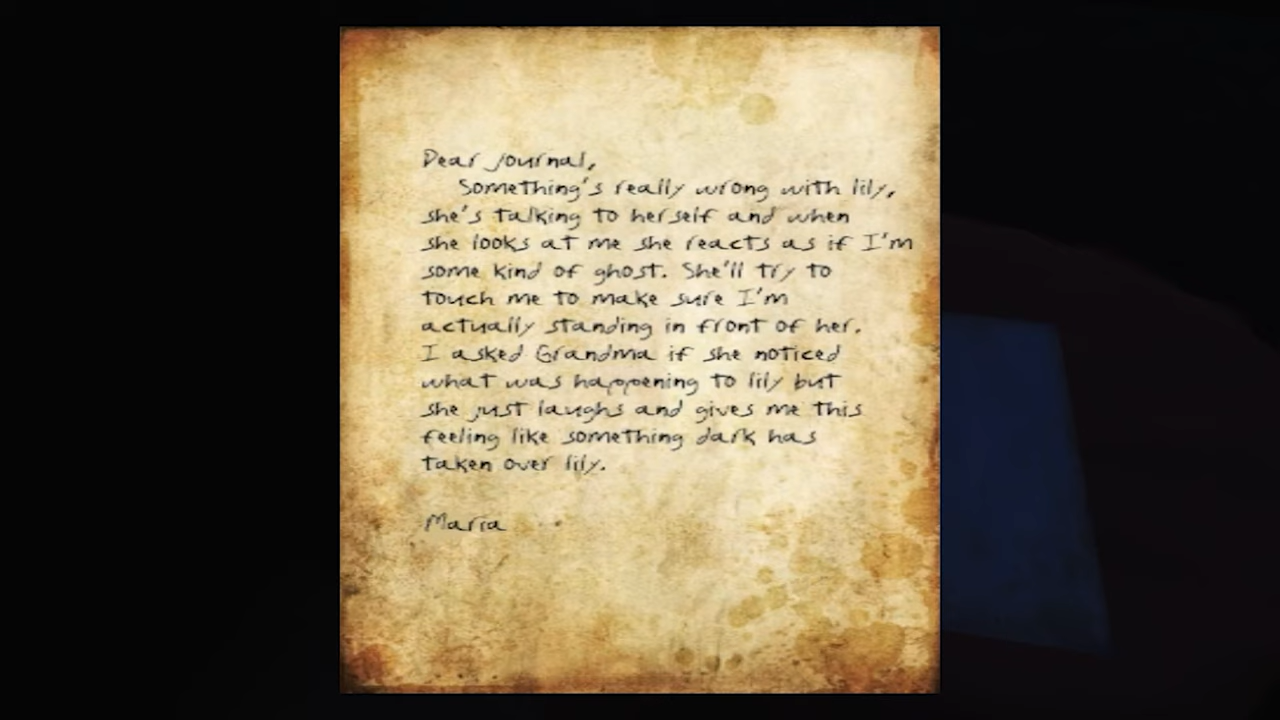 Dear Journal,
Something's really wrong with lily,
she's talking to herself and when
she looks at me she reacts as if I'm
some kind of ghost. She'll try to
touch me to make sure I'm
actually standing in front of her.
I asked Grandma if she noticed
what was happening to lily but
she just laughs and gives me this
feeling like something dark has
taken over lily.
Maria